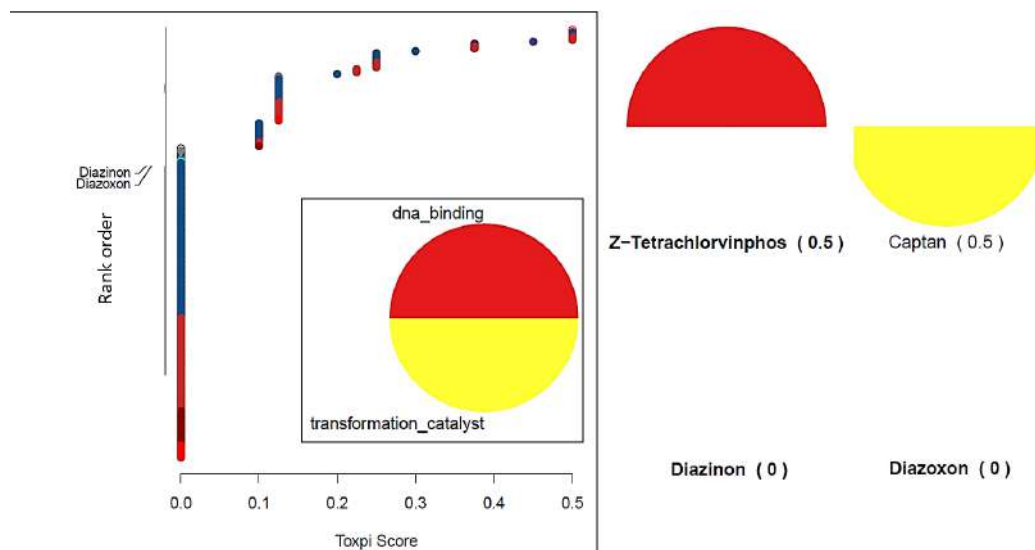 Diazinon
Diazoxon
Rank order
dna_binding
transformation_catalyst
0.0 0.1 0.2 0.3 0.4 0.5
Toxpi Score
Z−Tetrachlorvinphos ( 0.5 )
Captan ( 0.5 )
Diazinon ( 0 )
Diazoxon ( 0 )